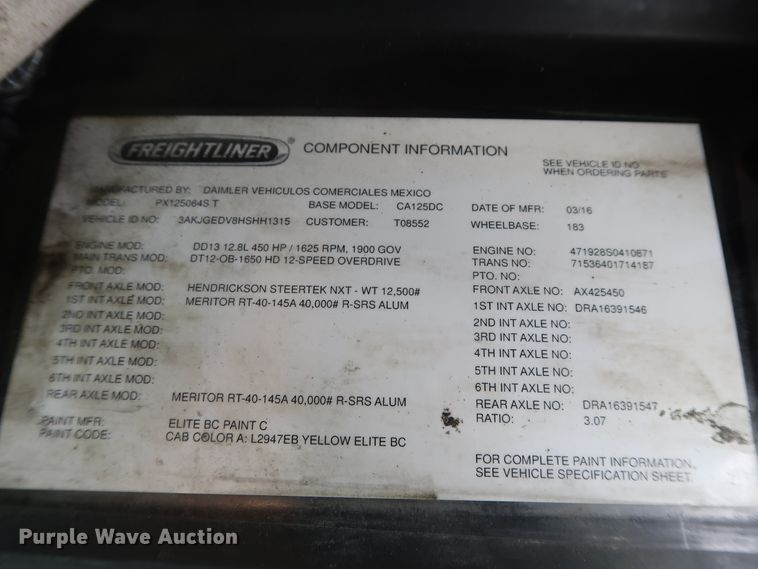 FREIGHTLINER ® COMPONENT INFORMATION
SEE VEHICLE ID NO.
WHEN ORDERING PARTS
MANUFACTURED BY: DAIMLER VEHICULOS COMERCIALES MEXICO
MODEL: PX125064S T BASE MODEL: CA125DC DATE OF MFR: 03/16
VEHICLE ID NO: 3AKJGEDV8HSHH1315 CUSTOMER: T08552 WHEELBASE: 183
ENGINE MOD: DD13 12.8L 450 HP / 1625 RPM, 1900 GOV ENGINE NO: 471928S0410871
MAIN TRANS MOD: DT12-OB-1650 HD 12-SPEED OVERDRIVE TRANS NO: 71536401714187
PTO. MOD: PTO. NO:
FRONT AXLE MOD: HENDRICKSON STEERTEK NXT - WT 12,500# FRONT AXLE NO: AX425450
1ST INT AXLE MOD: MERITOR RT-40-145A 40,000# R-SRS ALUM 1ST INT AXLE NO: DRA16391546
2ND INT AXLE MOD: 2ND INT AXLE NO:
3RD INT AXLE MOD: 3RD INT AXLE NO:
4TH INT AXLE MOD: 4TH INT AXLE NO:
5TH INT AXLE MOD: 5TH INT AXLE NO:
6TH INT AXLE MOD: 6TH INT AXLE NO:
REAR AXLE MOD: MERITOR RT-40-145A 40,000# R-SRS ALUM REAR AXLE NO: DRA16391547
RATIO: 3.07
PAINT MFR: ELITE BC PAINT C
PAINT CODE: CAB COLOR A: L2947EB YELLOW ELITE BC
FOR COMPLETE PAINT INFORMATION,
SEE VEHICLE SPECIFICATION SHEET.
Purple Wave Auction